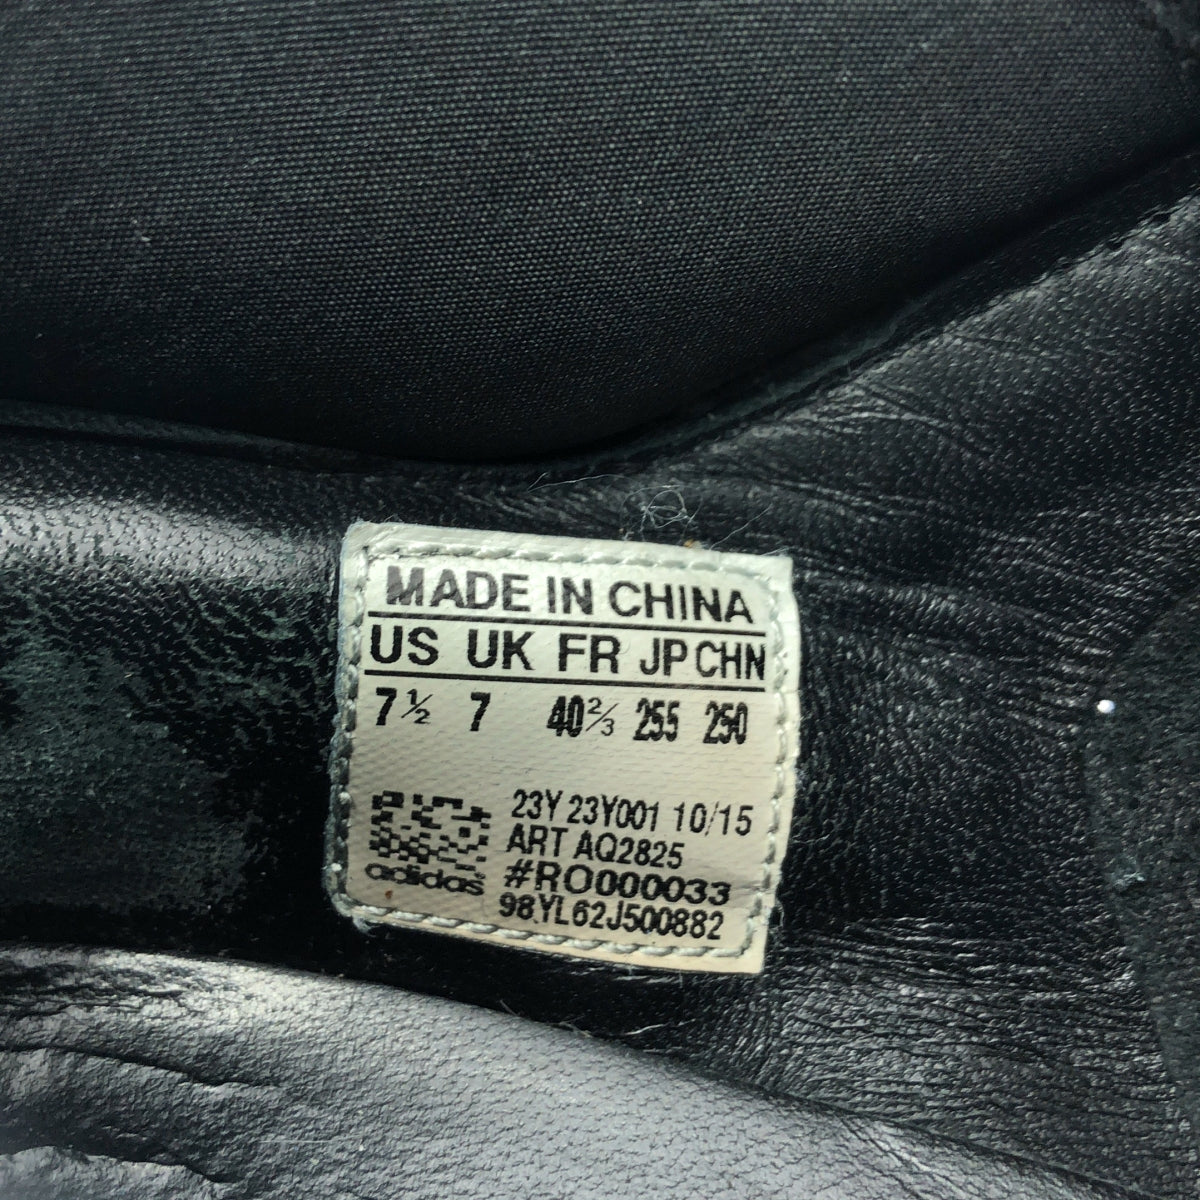 MADE IN CHINA
US UK FR JP CHN
7½ 7 40⅔ 255 250
23Y 23Y001 10/15
ART AQ2825
adidas #RO000033
98.YL62J500882